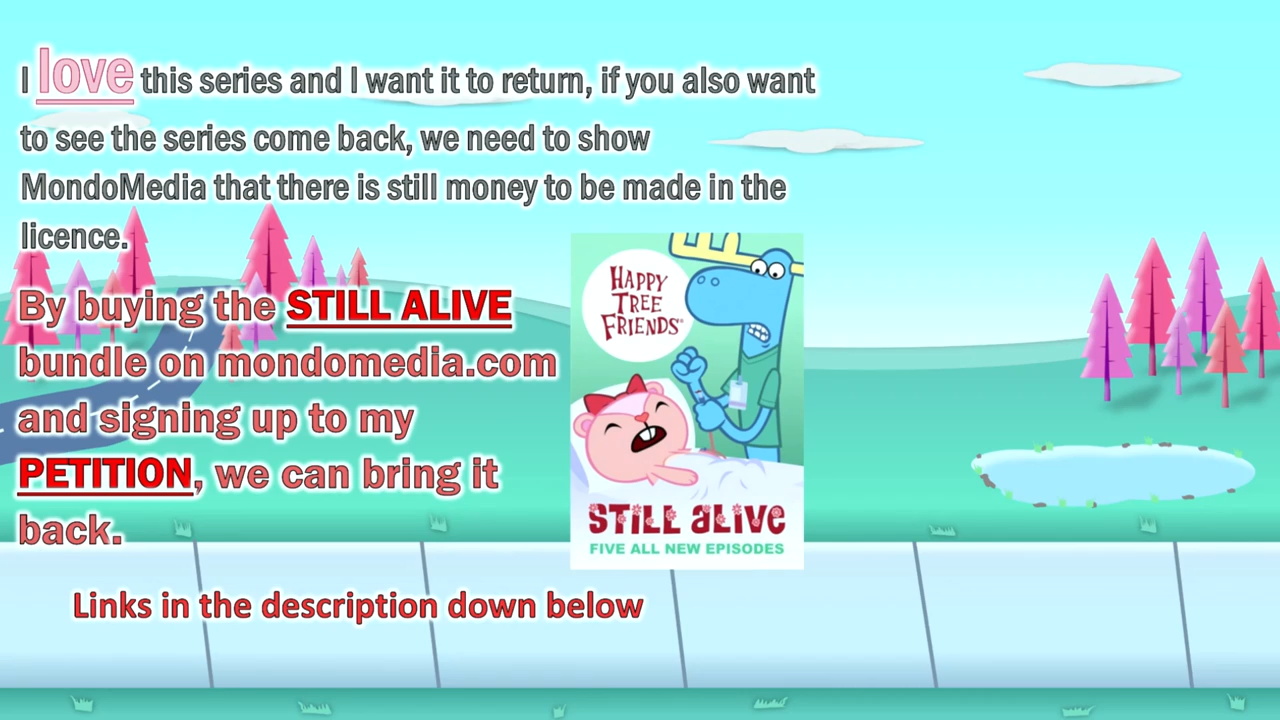 I love this series and I want it to return, if you also want
to see the series come back, we need to show
MondoMedia that there is still money to be made in the
licence.
By buying the STILL ALIVE
bundle on mondomedia.com
and signing up to my
PETITION, we can bring it
back.
HAPPY
TREE
FRIENDS
STILL ALIVE
FIVE ALL NEW EPISODES
Links in the description down below